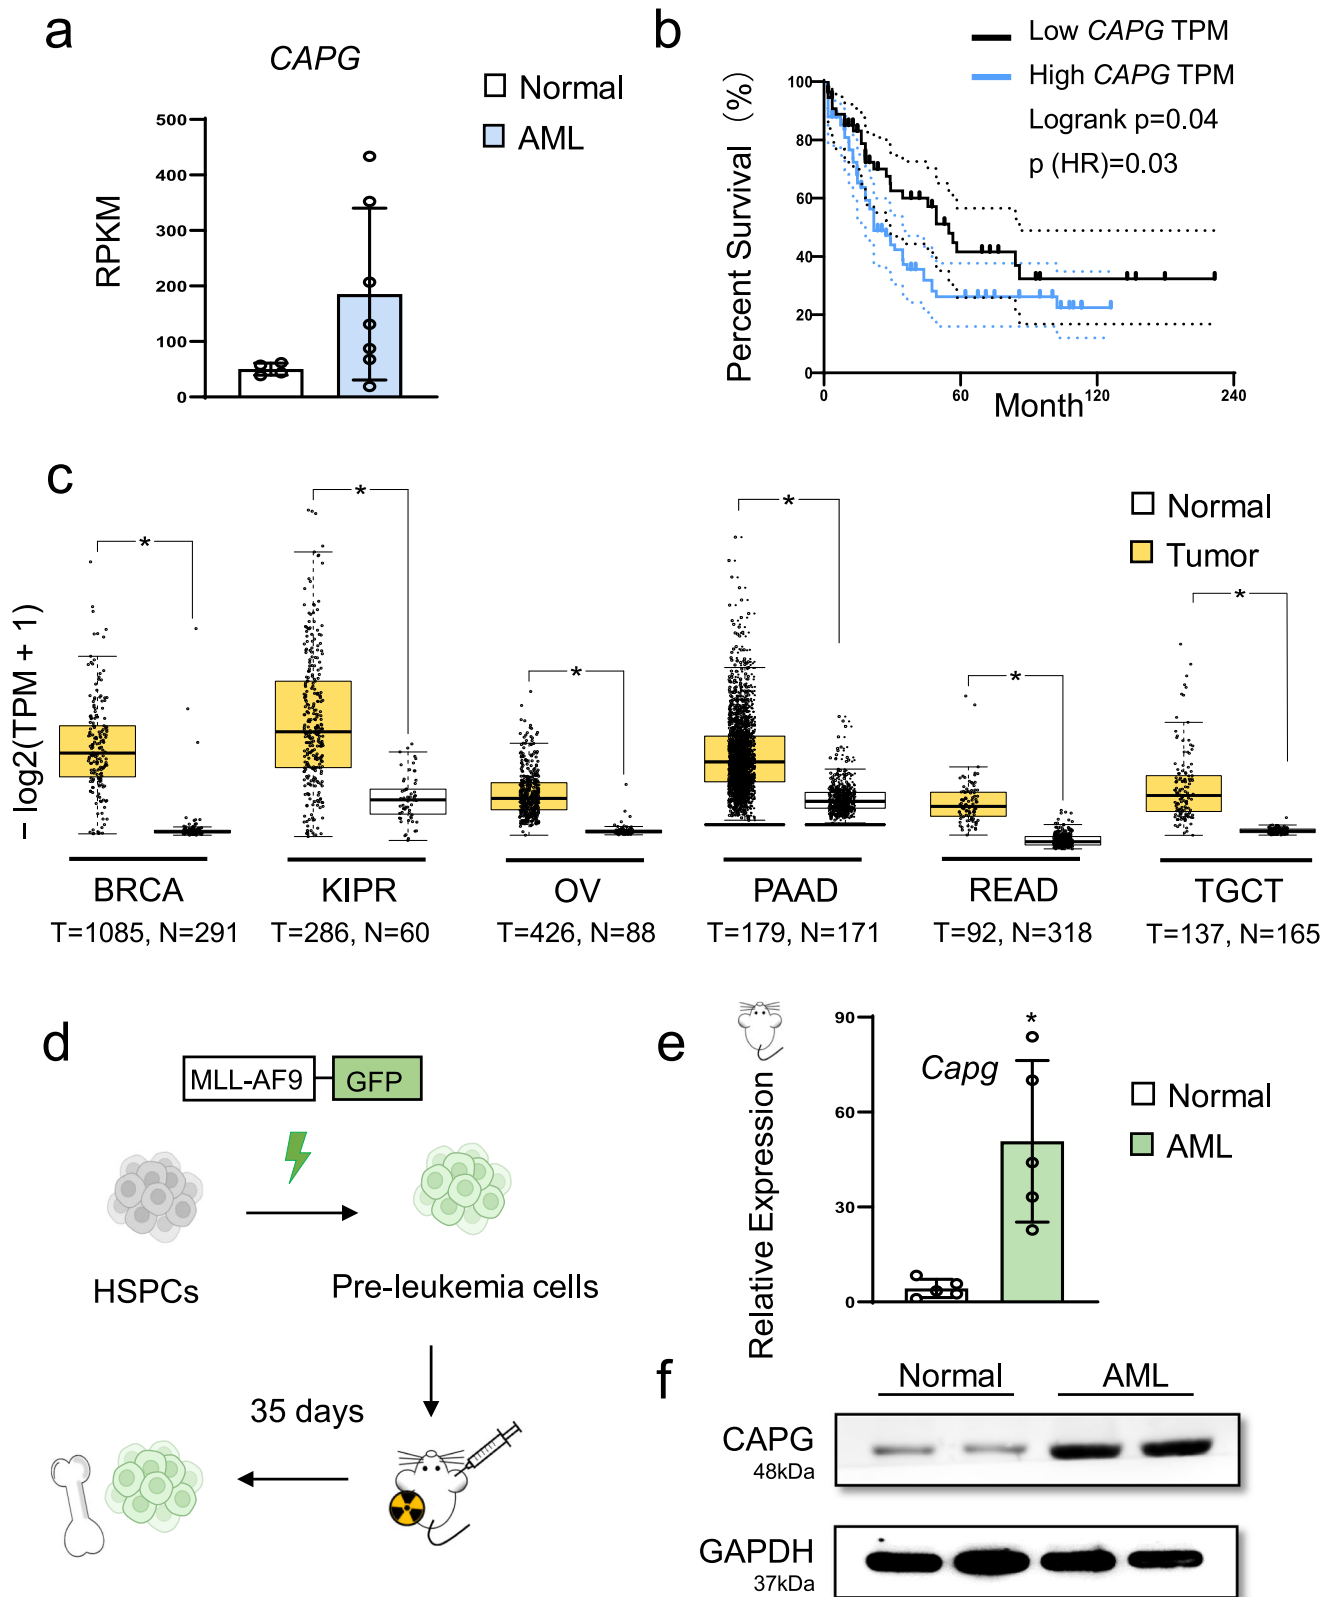 a
CAPG
Normal
AML
RPKM
500
400
300
200
100
0
b
Low CAPG TPM
High CAPG TPM
Logrank p=0.04
p (HR)=0.03
Percent Survival (%)
100
80
60
40
20
0
0 60 120 240
Month
c
Normal
Tumor
– log2(TPM + 1)
* * * * * *
BRCA KIPR OV PAAD READ TGCT
T=1085, N=291 T=286, N=60 T=426, N=88 T=179, N=171 T=92, N=318 T=137, N=165
d
MLL-AF9 GFP
HSPCs
Pre-leukemia cells
35 days
e
Capg
*
Normal
AML
Relative Expression
90
60
30
0
f
Normal AML
CAPG
48kDa
GAPDH
37kDa